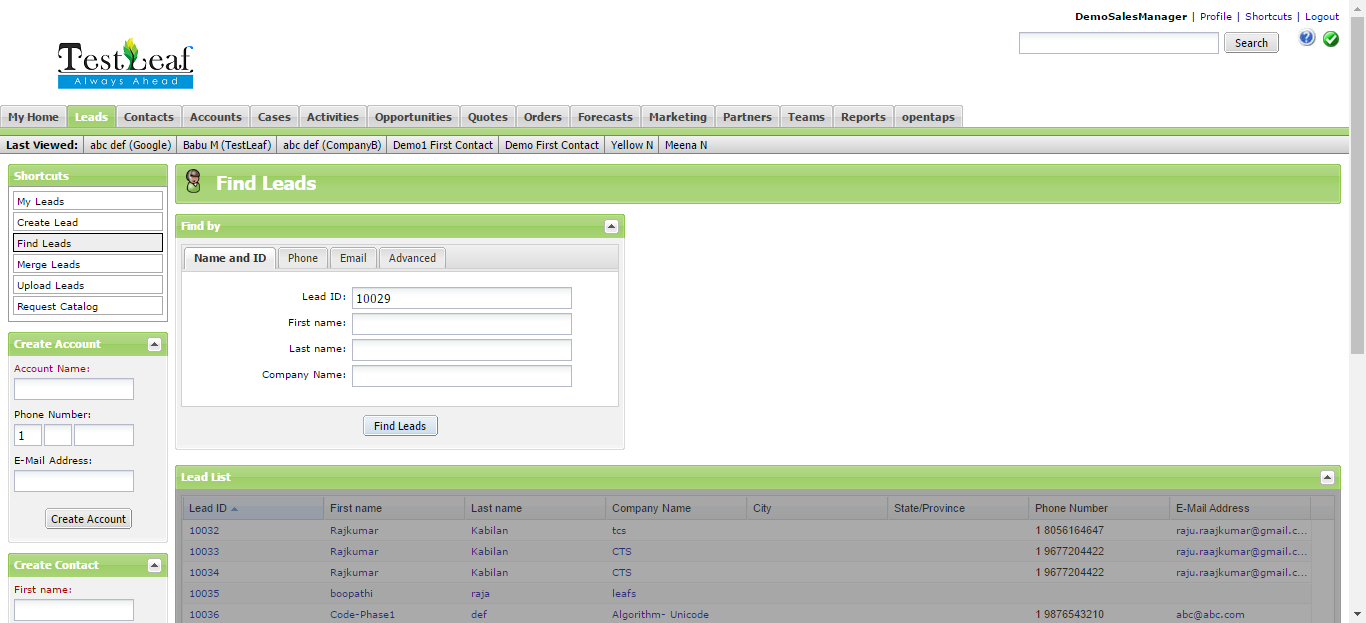 DemoSalesManager | Profile | Shortcuts | Logout
Search
TestLeaf
Always Ahead
My Home Leads Contacts Accounts Cases Activities Opportunities Quotes Orders Forecasts Marketing Partners Teams Reports opentaps
Last Viewed: abc def (Google) Babu M (TestLeaf) abc def (CompanyB) Demo1 First Contact Demo First Contact Yellow N Meena N
Shortcuts
My Leads
Create Lead
Find Leads
Merge Leads
Upload Leads
Request Catalog
Create Account
Account Name:
Phone Number:
1
E-Mail Address:
Create Account
Create Contact
First name:
Find Leads
Find by
Name and ID Phone Email Advanced
Lead ID: 10029
First name:
Last name:
Company Name:
Find Leads
Lead List
Lead ID First name Last name Company Name City State/Province Phone Number E-Mail Address
10032 Rajkumar Kabilan tcs 1 8056164647 raju.raajkumar@gmail.c...
10033 Rajkumar Kabilan CTS 1 9677204422 raju.raajkumar@gmail.c...
10034 Rajkumar Kabilan CTS 1 9677204422 raju.raajkumar@gmail.c...
10035 boopathi raja leafs
10036 Code-Phase1 def Algorithm- Unicode 1 9876543210 abc@abc.com